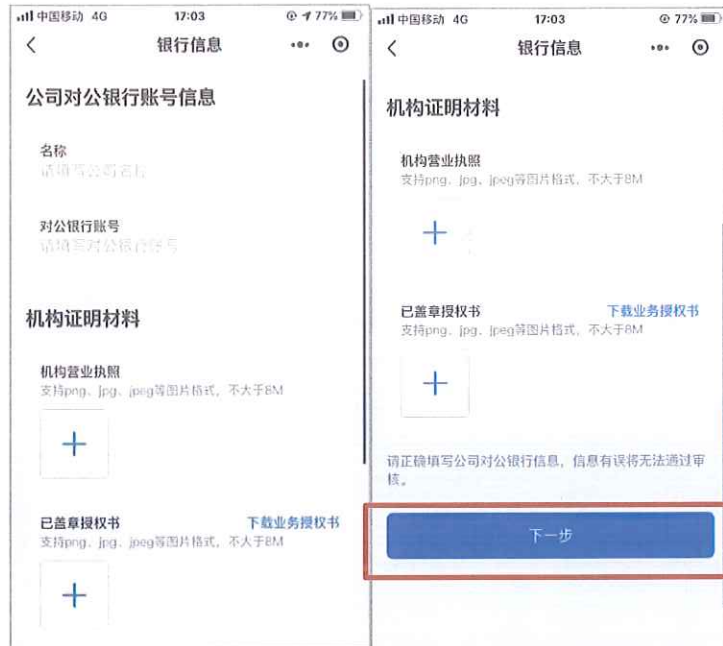 中国移动 4G 17:03 77%
银行信息
公司对公银行账号信息
名称
请填写公司名称
对公银行账号
请填写对公银行账号
机构证明材料
机构营业执照
支持png、jpg、jpeg等图片格式，不大于8M
已盖章授权书 下载业务授权书
支持png、jpg、jpeg等图片格式，不大于8M
中国移动 4G 17:03 77%
银行信息
机构证明材料
机构营业执照
支持png、jpg、jpeg等图片格式，不大于8M
已盖章授权书 下载业务授权书
支持png、jpg、jpeg等图片格式，不大于8M
请正确填写公司对公银行信息，信息有误将无法通过审
核。
下一步